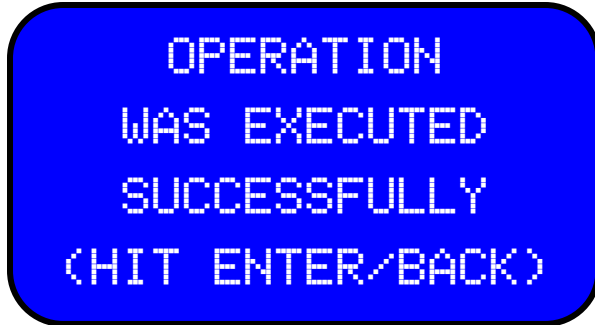 OPERATION
WAS EXECUTED
SUCCESSFULLY
(HIT ENTER/BACK)